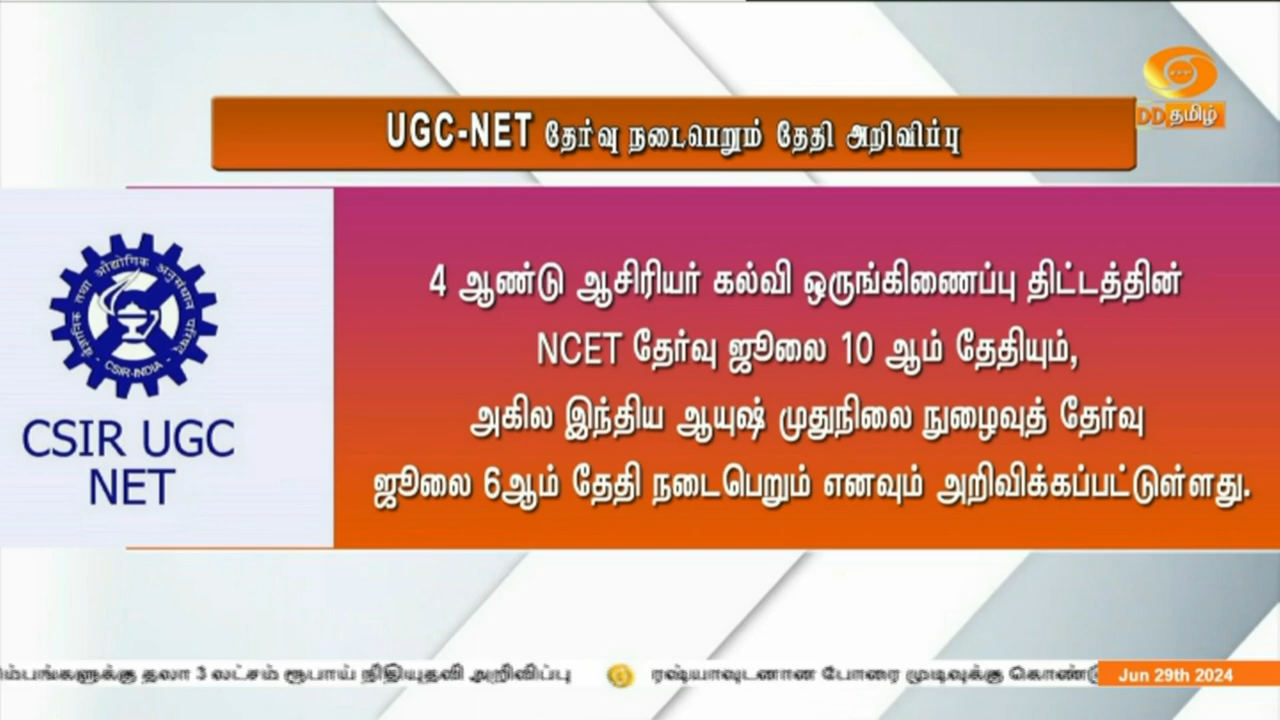 UGC-NET தேர்வு நடைபெறும் தேதி அறிவிப்பு
DD தமிழ்
CSIR-INDIA
CSIR UGC
NET
4 ஆண்டு ஆசிரியர் கல்வி ஒருங்கிணைப்பு திட்டத்தின்
NCET தேர்வு ஜூலை 10 ஆம் தேதியும்,
அகில இந்திய ஆயுஷ் முதுநிலை நுழைவுத் தேர்வு
ஜூலை 6ஆம் தேதி நடைபெறும் எனவும் அறிவிக்கப்பட்டுள்ளது.
தலா 3 லட்சம் ரூபாய் நிதியுதவி அறிவிப்பு ரஷ்யாவுடனான போரை முடிவுக்கு
Jun 29th 2024